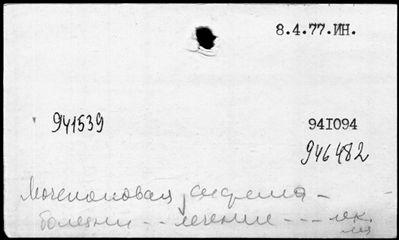 8.4.77.ИН.
941539
941094
946482
Мочеполовая система -
болезни -- лечение --- лек.